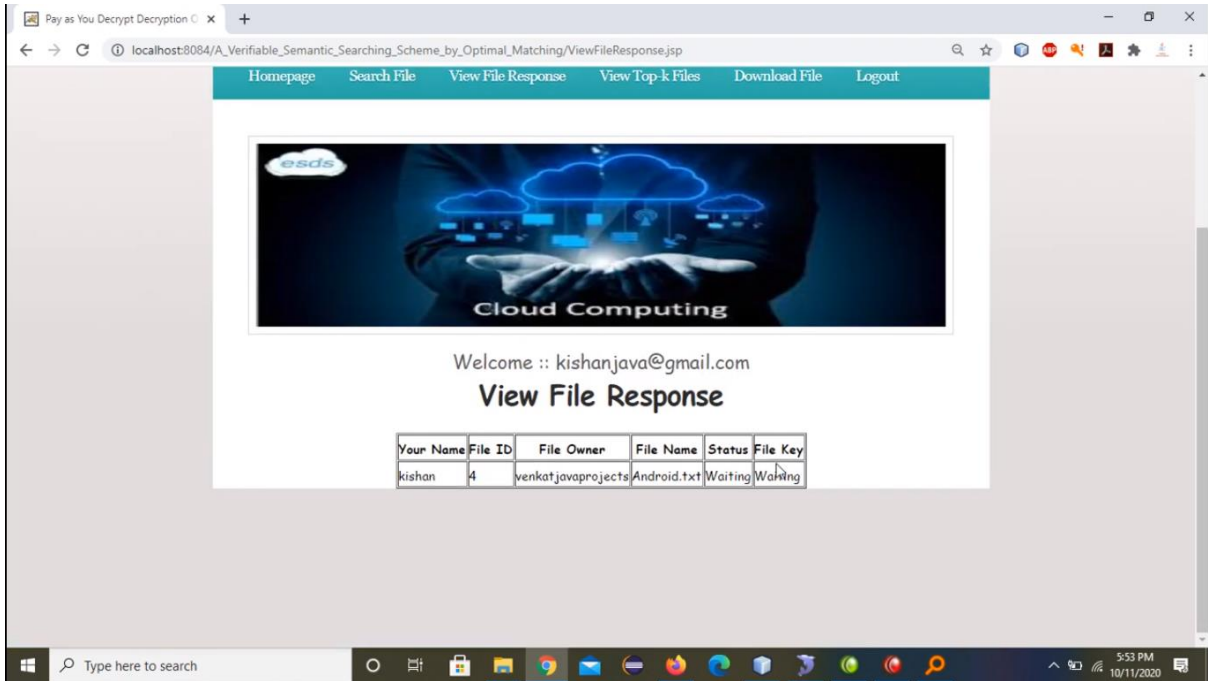 Pay as You Decrypt Decryption O
localhost:8084/A_Verifiable_Semantic_Searching_Scheme_by_Optimal_Matching/ViewFileResponse.jsp
ABP
Homepage Search File View File Response View Top-k Files Download File Logout
esds
Cloud Computing
Welcome :: kishanjava@gmail.com
View File Response
Your Name File ID File Owner File Name Status File Key
kishan 4 venkatjavaprojects Android.txt Waiting Waiting
Type here to search
5:53 PM
10/11/2020